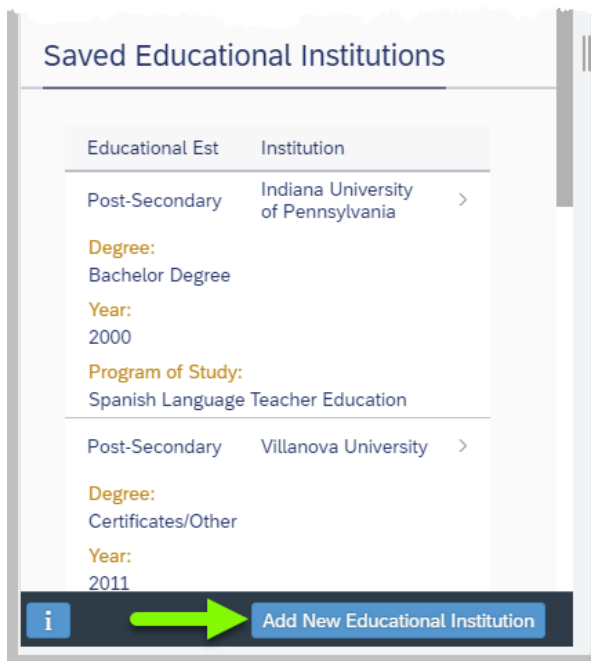 Saved Educational Institutions
Educational Est Institution
Post-Secondary Indiana University
of Pennsylvania
Degree:
Bachelor Degree
Year:
2000
Program of Study:
Spanish Language Teacher Education
Post-Secondary Villanova University
Degree:
Certificates/Other
Year:
2011
i Add New Educational Institution